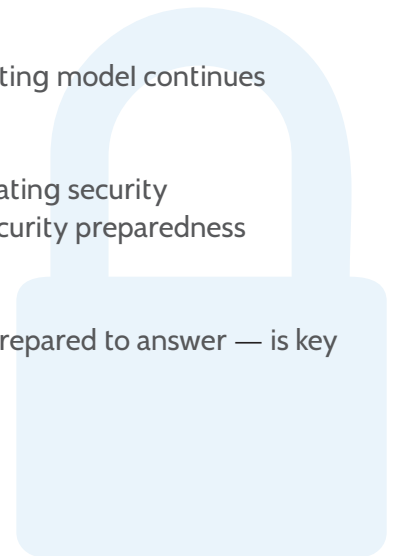 ting model continues
ating security
curity preparedness
repared to answer — is key